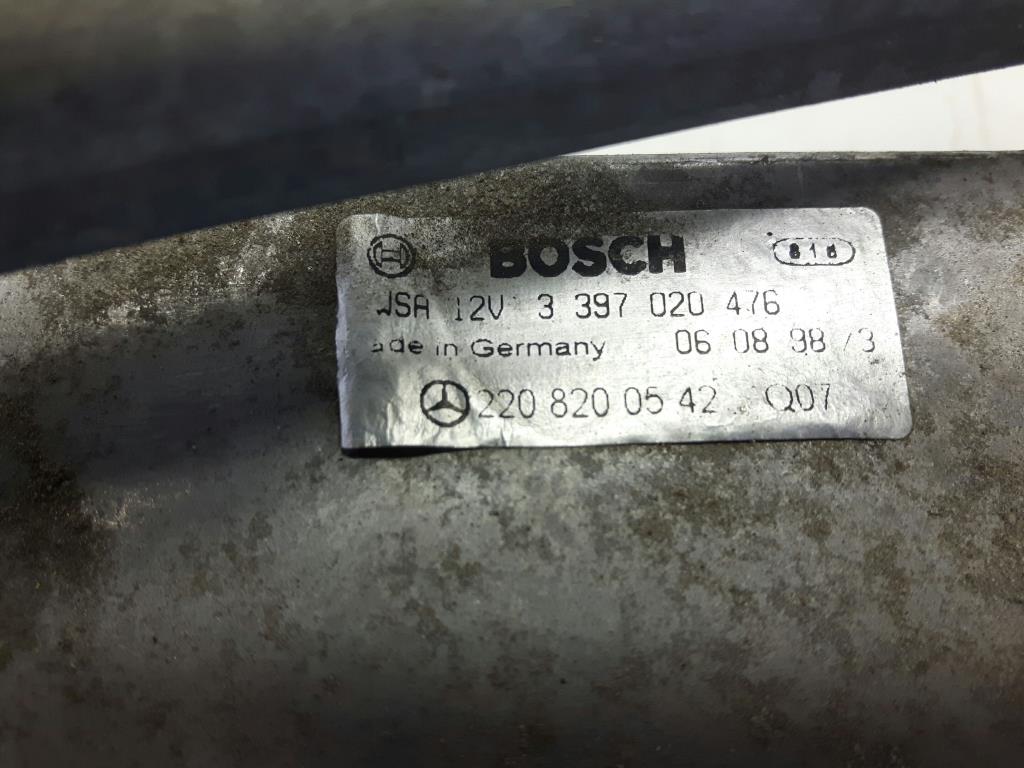 BOSCH 816
WSA 12V 3 397 020 476
ade in Germany 06 08 98 /3
220 820 05 42 Q07